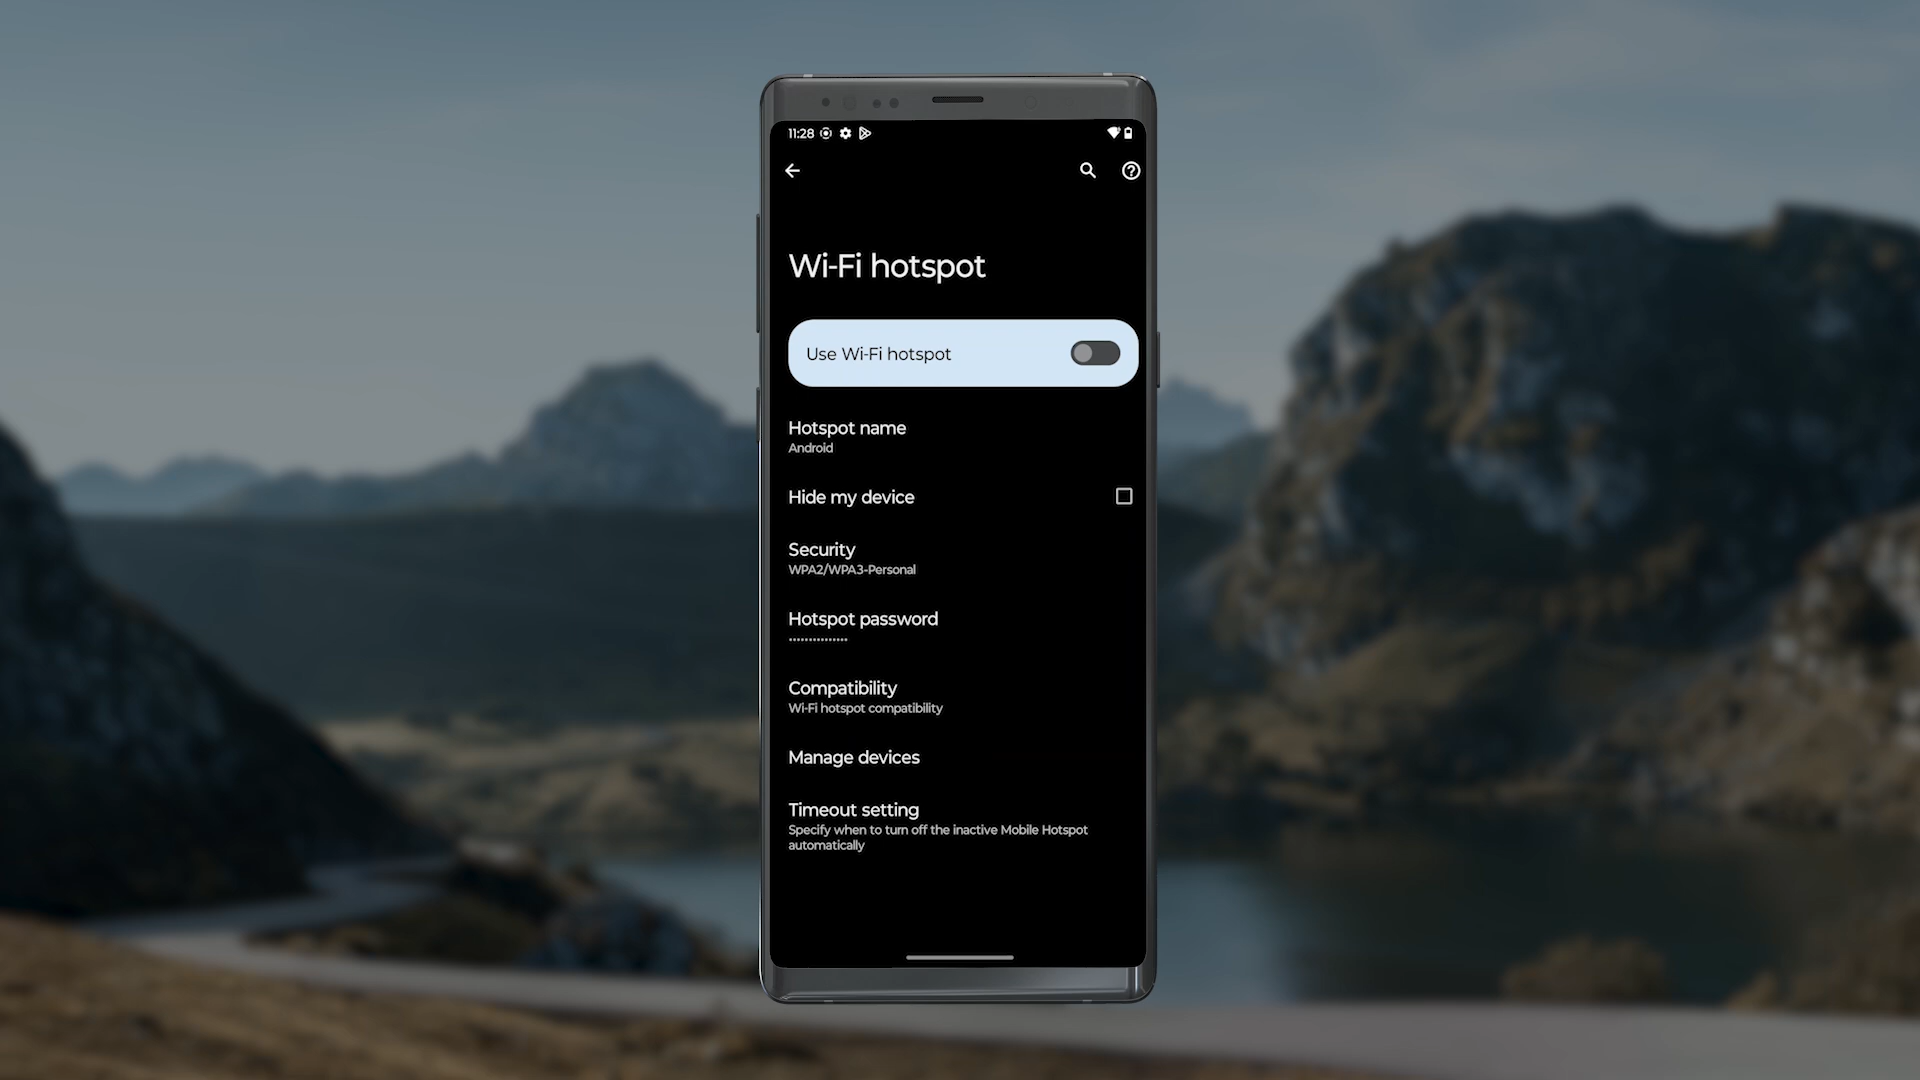 11:28
Wi-Fi hotspot
Use Wi-Fi hotspot
Hotspot name
Android
Hide my device
Security
WPA2/WPA3-Personal
Hotspot password
•••••••••••••••
Compatibility
Wi-Fi hotspot compatibility
Manage devices
Timeout setting
Specify when to turn off the inactive Mobile Hotspot
automatically